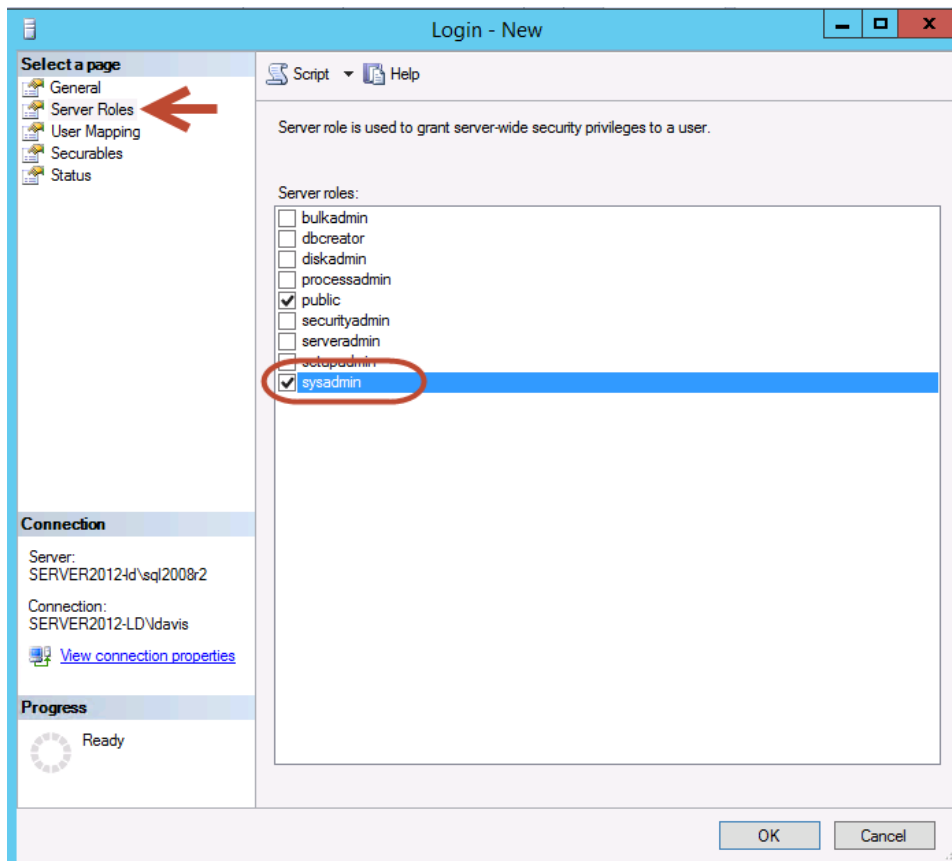 Login - New
Select a page
General
Server Roles
User Mapping
Securables
Status
Script Help
Server role is used to grant server-wide security privileges to a user.
Server roles:
bulkadmin
dbcreator
diskadmin
processadmin
public
securityadmin
serveradmin
setupadmin
sysadmin
Connection
Server:
SERVER2012-ld\sql2008r2
Connection:
SERVER2012-LD\ldavis
View connection properties
Progress
Ready
OK Cancel